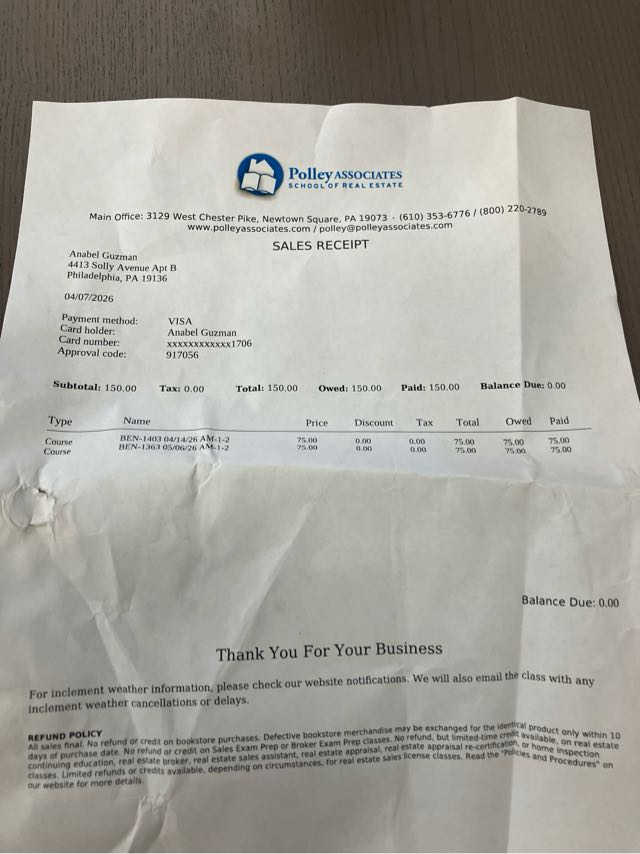 Polley ASSOCIATES
SCHOOL OF REAL ESTATE
Main Office: 3129 West Chester Pike, Newtown Square, PA 19073 · (610) 353-6776 / (800) 220-2789
www.polleyassociates.com / polley@polleyassociates.com
SALES RECEIPT
Anabel Guzman
4413 Solly Avenue Apt B
Philadelphia, PA 19136
04/07/2026
Payment method: VISA
Card holder: Anabel Guzman
Card number: xxxxxxxxxxxx1706
Approval code: 917056
Subtotal: 150.00 Tax: 0.00 Total: 150.00 Owed: 150.00 Paid: 150.00 Balance Due: 0.00
Type Name Price Discount Tax Total Owed Paid
Course BEN-1403 04/14/26 AM-1-2 75.00 0.00 0.00 75.00 75.00 75.00
Course BEN-1363 05/06/26 AM-1-2 75.00 0.00 0.00 75.00 75.00 75.00
Balance Due: 0.00
Thank You For Your Business
For inclement weather information, please check our website notifications. We will also email the class with any
inclement weather cancellations or delays.
REFUND POLICY
All sales final. No refund or credit on bookstore purchases. Defective bookstore merchandise may be exchanged for the identical product only within 10
days of purchase date. No refund or credit on Sales Exam Prep or Broker Exam Prep classes. No refund, but limited-time credit available, on real estate
continuing education, real estate broker, real estate sales assistant, real estate appraisal, real estate appraisal re-certification, or home inspection
classes. Limited refunds or credits available, depending on circumstances, for real estate sales license classes. Read the "Policies and Procedures" on
our website for more details.